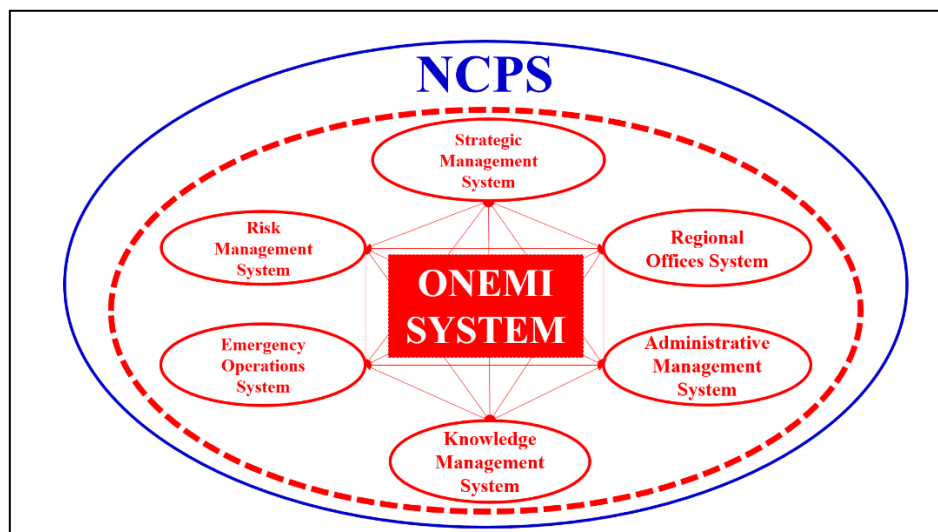 NCPS
Strategic
Management
System
Risk
Management
System
Regional
Offices System
ONEMI
SYSTEM
Emergency
Operations
System
Administrative
Management
System
Knowledge
Management
System